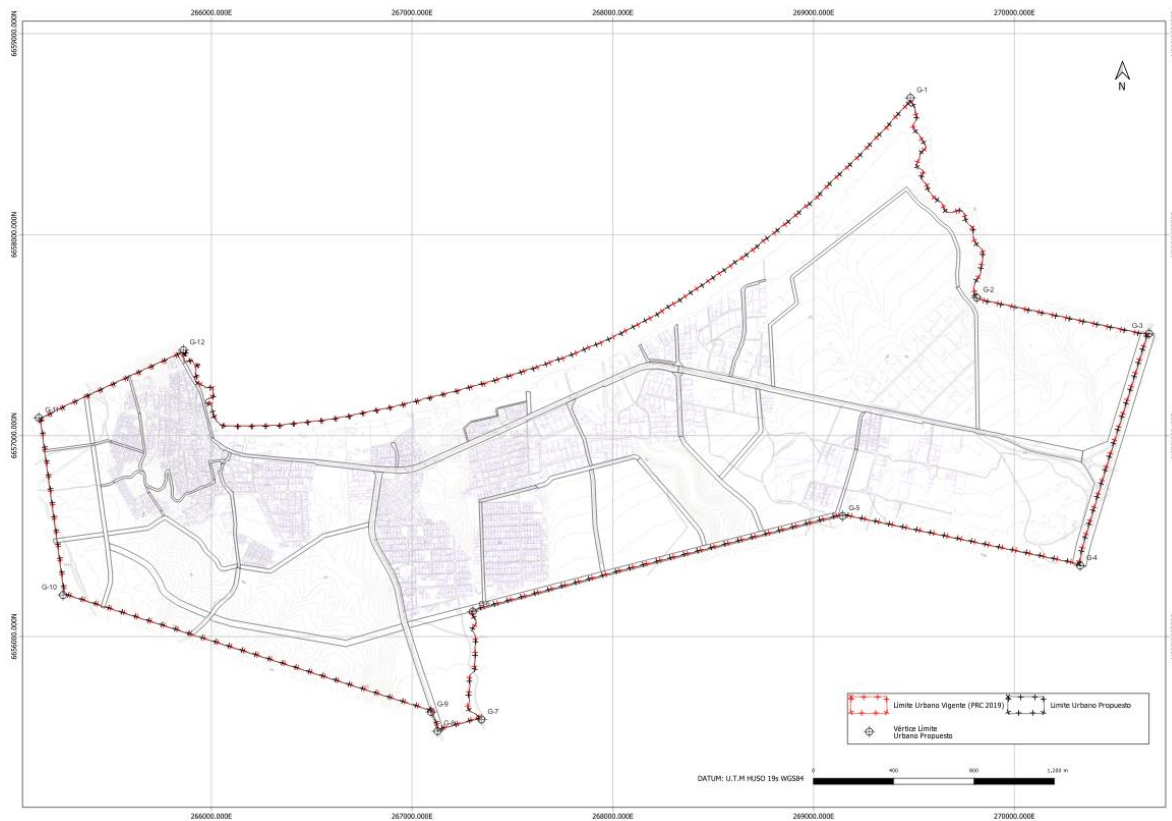 266000.000E
267000.000E
268000.000E
269000.000E
270000.000E
6659000.000N
G-1
N
6658000.000N
G-2
G-3
G-12
G-11
6657000.000N
G-5
G-4
G-10
6656000.000N
G-9
G-7
Límite Urbano Vigente (PRC 2019)
Límite Urbano Propuesto
Vértice Límite
Urbano Propuesto
DATUM: U.T.M HUSO 19s WGS84
0
400
800
1,200 m
266000.000E
267000.000E
268000.000E
269000.000E
270000.000E